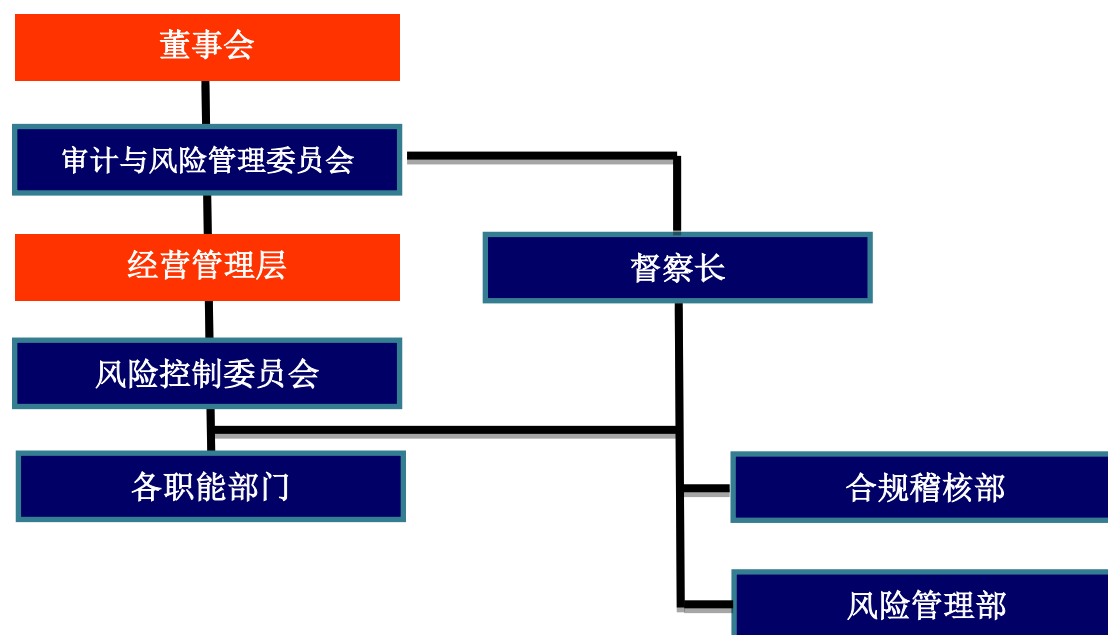 董事会
审计与风险管理委员会
经营管理层
督察长
风险控制委员会
各职能部门
合规稽核部
风险管理部